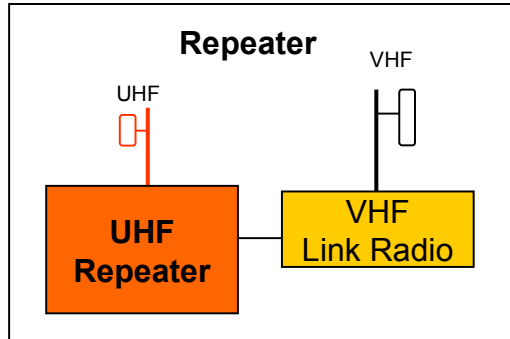 Repeater
VHF
UHF
UHF
Repeater
VHF
Link Radio